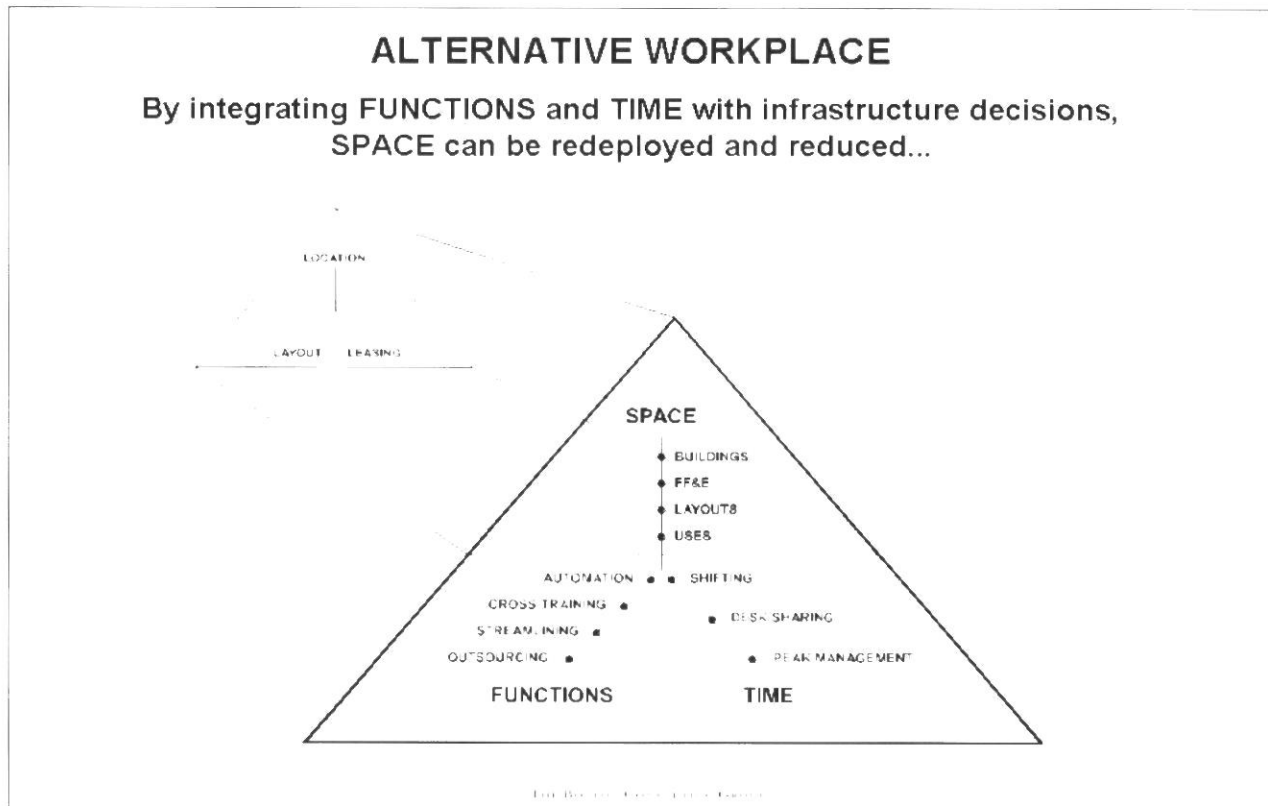 ALTERNATIVE WORKPLACE
By integrating FUNCTIONS and TIME with infrastructure decisions,
SPACE can be redeployed and reduced...
LOCATION
LAYOUT LEASING
SPACE
BUILDINGS
FF&E
LAYOUTS
USES
AUTOMATION SHIFTING
CROSS TRAINING
DESK SHARING
STREAMLINING
OUTSOURCING PEAK MANAGEMENT
FUNCTIONS TIME